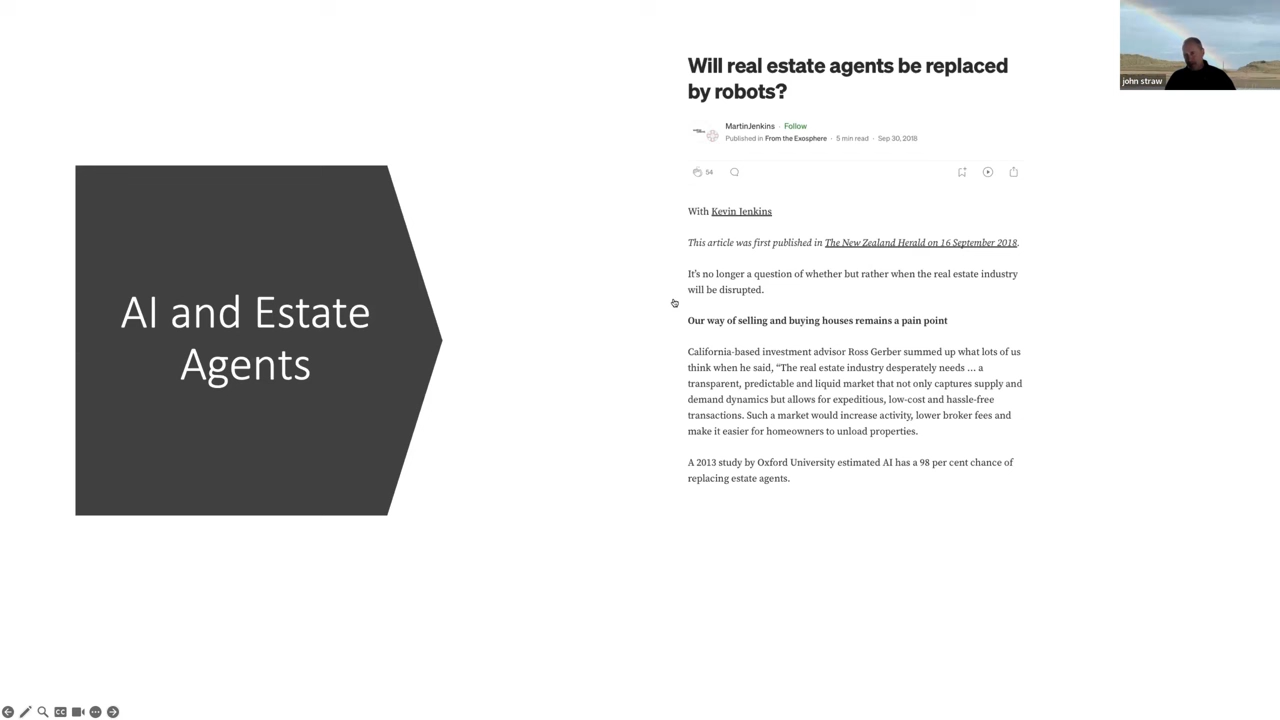 AI and Estate
Agents
Will real estate agents be replaced
by robots?
MartinJenkins · Follow
Published in From the Exosphere · 5 min read · Sep 30, 2018
54
With Kevin Jenkins
This article was first published in The New Zealand Herald on 16 September 2018.
It's no longer a question of whether but rather when the real estate industry
will be disrupted.
Our way of selling and buying houses remains a pain point
California-based investment advisor Ross Gerber summed up what lots of us
think when he said, “The real estate industry desperately needs … a
transparent, predictable and liquid market that not only captures supply and
demand dynamics but allows for expeditious, low-cost and hassle-free
transactions. Such a market would increase activity, lower broker fees and
make it easier for homeowners to unload properties.
A 2013 study by Oxford University estimated AI has a 98 per cent chance of
replacing estate agents.
john straw
CC